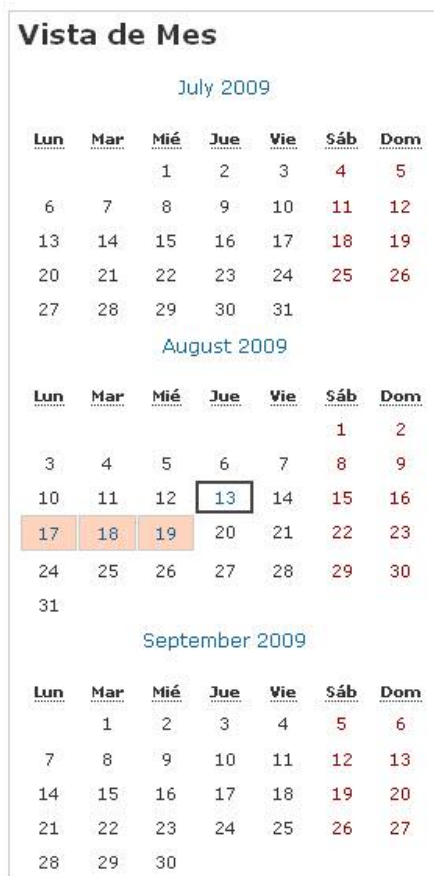 Vista de Mes
July 2009
Lun Mar Mié Jue Vie Sáb Dom
1 2 3 4 5
6 7 8 9 10 11 12
13 14 15 16 17 18 19
20 21 22 23 24 25 26
27 28 29 30 31
August 2009
Lun Mar Mié Jue Vie Sáb Dom
1 2
3 4 5 6 7 8 9
10 11 12 13 14 15 16
17 18 19 20 21 22 23
24 25 26 27 28 29 30
31
September 2009
Lun Mar Mié Jue Vie Sáb Dom
1 2 3 4 5 6
7 8 9 10 11 12 13
14 15 16 17 18 19 20
21 22 23 24 25 26 27
28 29 30